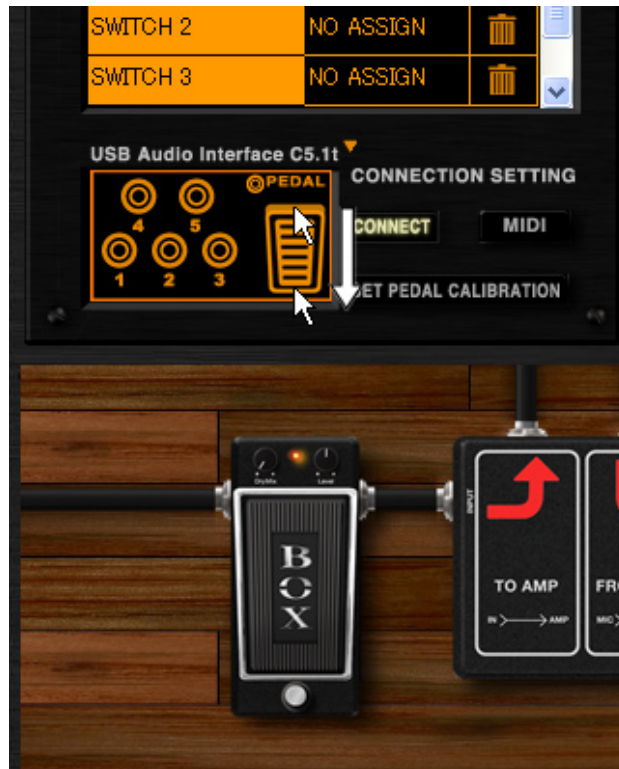 SWITCH 2 NO ASSIGN
SWITCH 3 NO ASSIGN
USB Audio Interface C5.1t
PEDAL
4 5
1 2 3
CONNECTION SETTING
CONNECT MIDI
SET PEDAL CALIBRATION
Dry/Mix Level
BOX
INPUT
TO AMP
IN AMP
FR
MIC